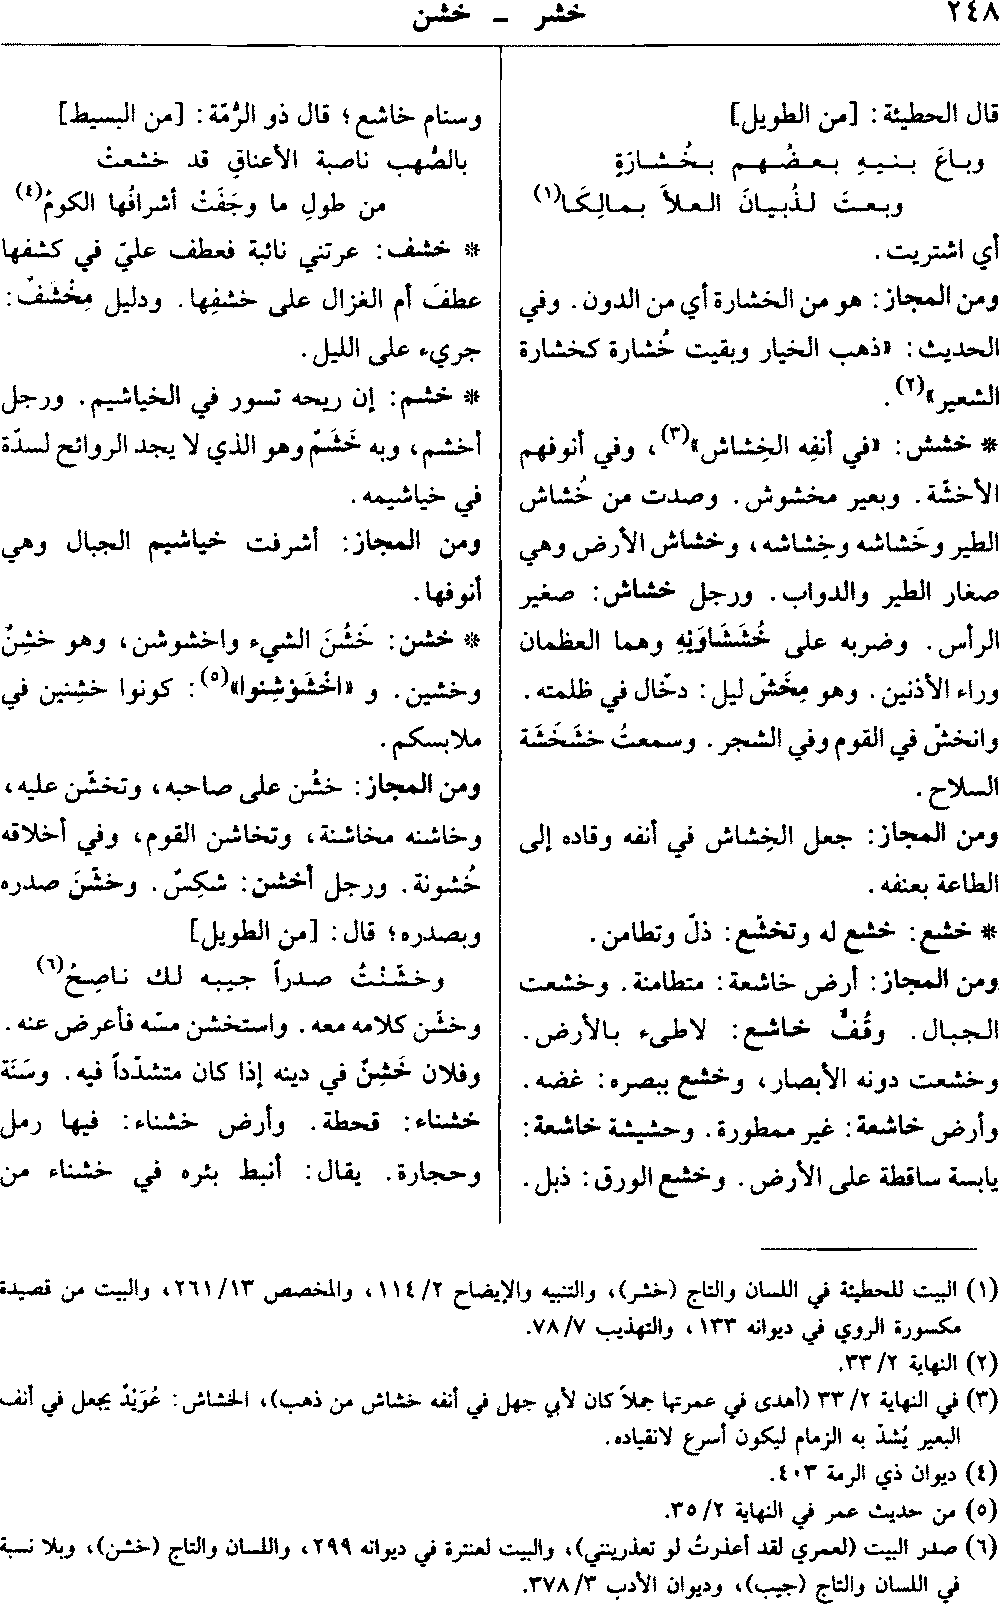 ٢٤٨
خشر – خشن
قال الحطيئة: [من الطويل]
وبـاعَ بـنـيـهِ بـعـضُـهـم بـخُـشـارَةٍ
وبـعـتَ لـذُبـيـانَ العـلاَ بـمـالِكَـا(١)
أي اشتريت.
ومن المجاز: هو من الخشارة أي من الدون. وفي
الحديث: «ذهب الخيار وبقيت خُشارة كخشارة
الشعير»(٢).
* خشش: «في أنفِه الخِشاش»(٣)، وفي أنوفهم
الأخشّة. وبعير مخشوش. وصدت من خُشاش
الطير وخَشاشه وخِشاشه، وخشاش الأرض وهي
صغار الطير والدواب. ورجل خشاش: صغير
الرأس. وضربه على خُشَشَاوَيْهِ وهما العظمان
وراء الأذنين. وهو مِخَشّ ليل: دخّال في ظلمته.
وانخشّ في القوم وفي الشجر. وسمعتُ خشْخَشَة
السلاح.
ومن المجاز: جعل الخِشاش في أنفه وقاده إلى
الطاعة بعنفه.
* خشع: خشع له وتخشّع: ذلّ وتطامن.
ومن المجاز: أرض خاشعة: متطامنة. وخشعت
الجبال. وقُفٌّ خاشع: لاطىء بالأرض.
وخشعت دونه الأبصار، وخشع ببصره: غضه.
وأرض خاشعة: غير ممطورة. وحشيشة خاشعة:
يابسة ساقطة على الأرض. وخشع الورق: ذبل.
وسنام خاشع؛ قال ذو الرُّمّة: [من البسيط]
بالصُّهب ناصبة الأعناقِ قد خشعتْ
من طولِ ما وجَفَتْ أشرافُها الكومُ(٤)
* خشف: عرتني نائبة فعطف عليّ في كشفها
عطفَ أم الغزال على خشفِها. ودليل مِخْشَفٌ:
جريء على الليل.
* خشم: إن ريحه تسور في الخياشيم. ورجل
أخشم، وبه خَشَمٌ وهو الذي لا يجد الروائح لسدّة
في خياشيمه.
ومن المجاز: أشرفت خياشيم الجبال وهي
أنوفها.
* خشن: خَشُنَ الشيء واخشوشن، وهو خشِنٌ
وخشين. و «اخْشَوْشِنوا»(٥): كونوا خشِنين في
ملابسكم.
ومن المجاز: خشُن على صاحبه، وتخشّن عليه،
وخاشنه مخاشنة، وتخاشن القوم، وفي أخلاقه
خُشونة. ورجل أخشن: شكِسٌ. وخشّنَ صدره
وبصدره؛ قال: [من الطويل]
وخشّنْتُ صدراً جيبه لك ناصِحُ(٦)
وخشّن كلامه معه. واستخشن مسّه فأعرض عنه.
وفلان خَشِنٌ في دينه إذا كان متشدّداً فيه. وسَنَة
خشناء: قحطة. وأرض خشناء: فيها رمل
وحجارة. يقال: أنبط بئره في خشناء من
(١) البيت للحطيئة في اللسان والتاج (خشر)، والتنبيه والإيضاح ٢/ ١١٤، والمخصص ١٣/ ٢٦١، والبيت من قصيدة
مكسورة الروي في ديوانه ١٣٣، والتهذيب ٧/ ٧٨.
(٢) النهاية ٢/ ٣٣.
(٣) في النهاية ٢/ ٣٣ (أهدى في عمرتها جملاً كان لأبي جهل في أنفه خشاش من ذهب)، الخشاش: عُوَيْدٌ يجعل في أنف
البعير يُشدّ به الزمام ليكون أسرع لانقياده.
(٤) ديوان ذي الرمة ٤٠٣.
(٥) من حديث عمر في النهاية ٢/ ٣٥.
(٦) صدر البيت (لعمري لقد أعذرتُ لو تعذرينني)، والبيت لعنترة في ديوانه ٢٩٩، واللسان والتاج (خشن)، وبلا نسبة
في اللسان والتاج (جيب)، وديوان الأدب ٣/ ٣٧٨.